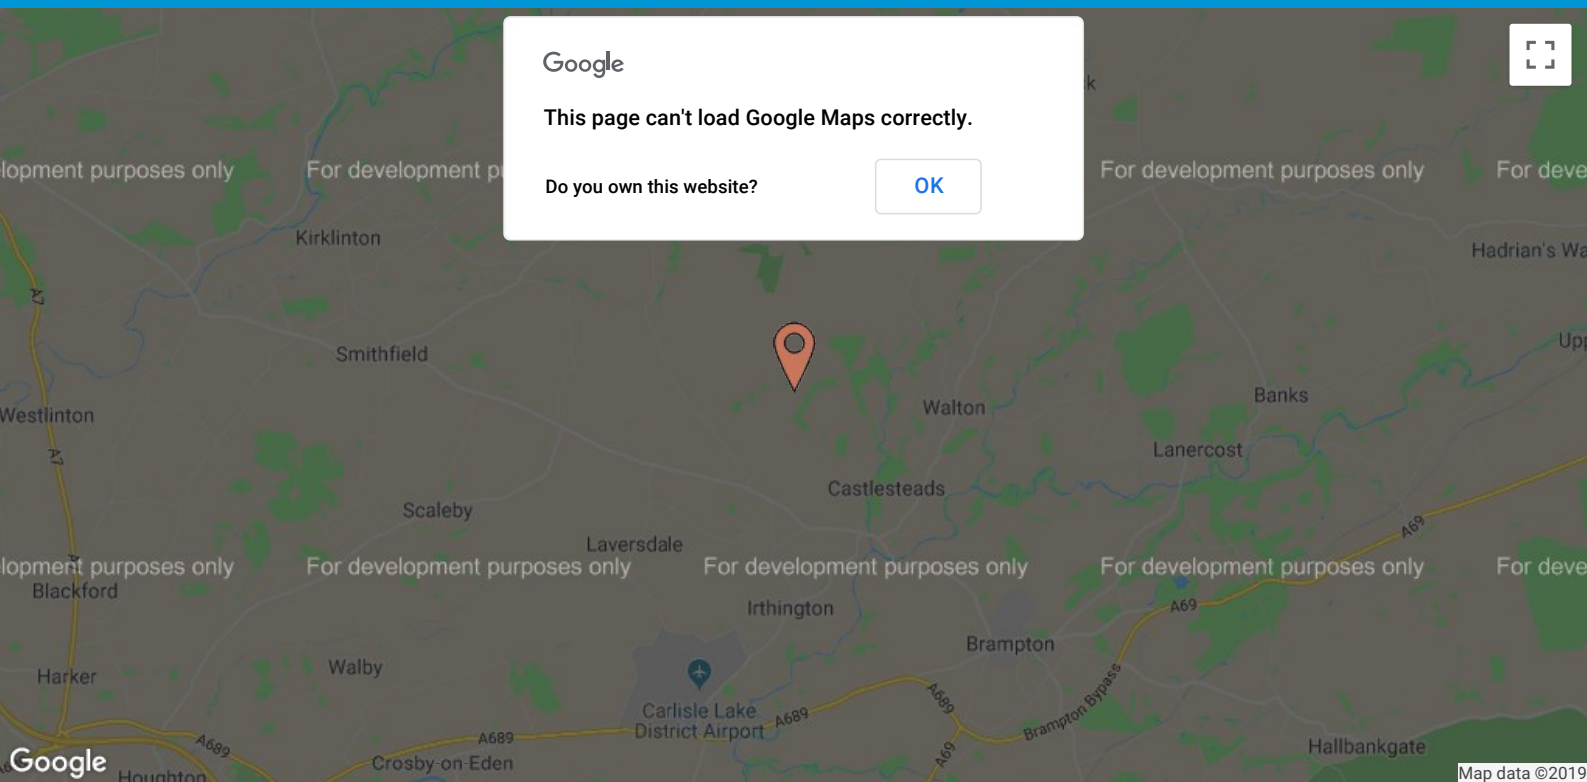 Google
This page can't load Google Maps correctly.
Do you own this website?
OK
k
lopment purposes only
For development p
For development purposes only
For deve
Kirklinton
Hadrian's Wa
A7
Smithfield
Upp
Westlinton
Walton
Banks
A7
Lanercost
Castlesteads
Scaleby
A69
Laversdale
lopment purposes only
For development purposes only
For development purposes only
For development purposes only
For deve
Blackford
Irthington
A69
Brampton
Walby
Harker
Carlisle Lake
District Airport
A689
A689
Brampton Bypass
A689
A689
A69
Hallbankgate
Google
Crosby-on-Eden
Houghton
Map data ©2019